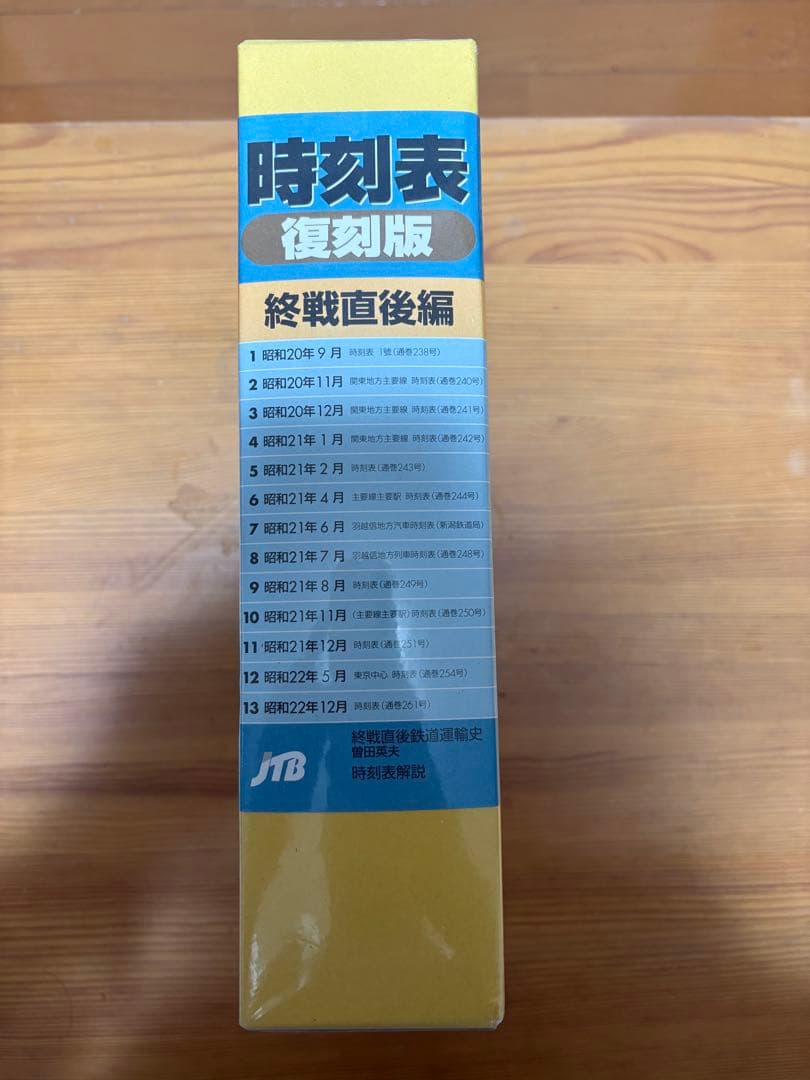 時刻表
復刻版
終戦直後編
1 昭和20年9月 時刻表 1號(通巻238号)
2 昭和20年11月 関東地方主要線 時刻表(通巻240号)
3 昭和20年12月 関東地方主要線 時刻表(通巻241号)
4 昭和21年1月 関東地方主要線 時刻表(通巻242号)
5 昭和21年2月 時刻表(通巻243号)
6 昭和21年4月 主要線主要駅 時刻表(通巻244号)
7 昭和21年6月 羽越信地方汽車時刻表(新潟鉄道局)
8 昭和21年7月 羽越信地方列車時刻表(通巻248号)
9 昭和21年8月 時刻表(通巻249号)
10 昭和21年11月 (主要線主要駅)時刻表(通巻250号)
11 昭和21年12月 時刻表(通巻251号)
12 昭和22年5月 東京中心 時刻表(通巻254号)
13 昭和22年12月 時刻表(通巻261号)
終戦直後鉄道運輸史
曽田英夫
JTB 時刻表解説